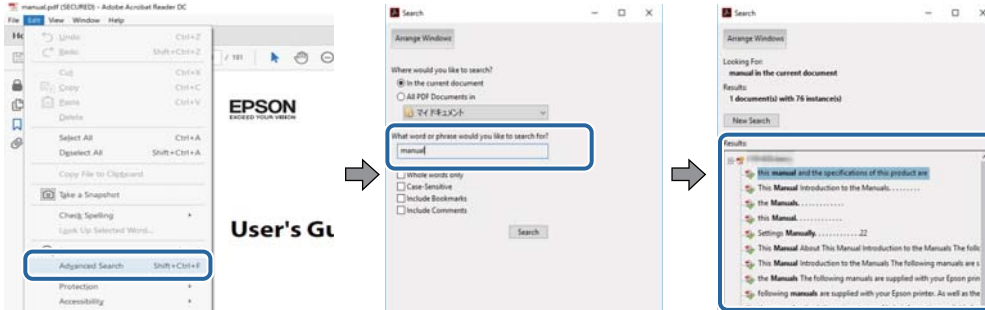 manual.pdf (SECURED) - Adobe Acrobat Reader DC
File Edit View Window Help
Undo Ctrl+Z
Redo Shift+Ctrl+Z
Cut Ctrl+X
Copy Ctrl+C
Paste Ctrl+V
Delete
Select All Ctrl+A
Deselect All Shift+Ctrl+A
Copy File to Clipboard
Take a Snapshot
Check Spelling
Look Up Selected Word...
Advanced Search Shift+Ctrl+F
Protection
Accessibility
/ 191
EPSON
EXCEED YOUR VISION
User's Gu
Search
Arrange Windows
Where would you like to search?
In the current document
All PDF Documents in
マイ ドキュメント
What word or phrase would you like to search for?
manual
Whole words only
Case-Sensitive
Include Bookmarks
Include Comments
Search
Search
Arrange Windows
Looking For:
manual in the current document
Results:
1 document(s) with 76 instance(s)
New Search
Results:
this manual and the specifications of this product are
This Manual Introduction to the Manuals.........
the Manuals.............
this Manual.............
Settings Manually.............22
This Manual About This Manual Introduction to the Manuals The follo
This Manual Introduction to the Manuals The following manuals are s
the Manuals The following manuals are supplied with your Epson prin
following manuals are supplied with your Epson printer. As well as the